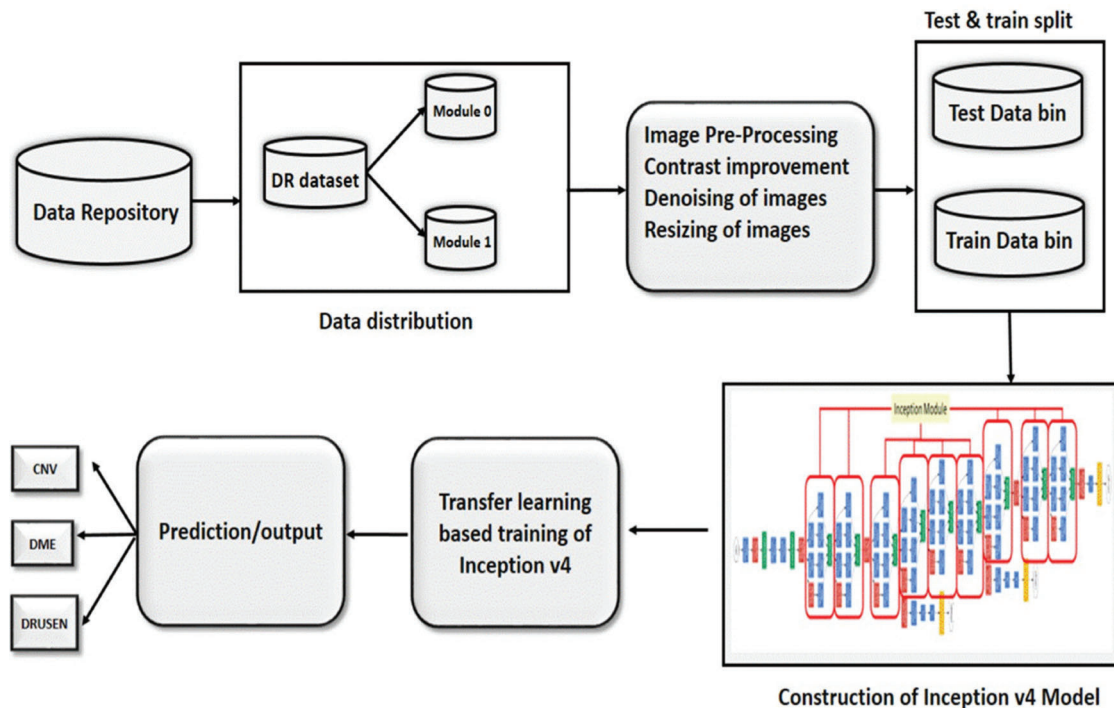 Test & train split
Data Repository
DR dataset
Module 0
Module 1
Data distribution
Image Pre-Processing
Contrast improvement
Denoising of images
Resizing of images
Test Data bin
Train Data bin
Inception Module
Construction of Inception v4 Model
Transfer learning
based training of
Inception v4
Prediction/output
CNV
DME
DRUSEN